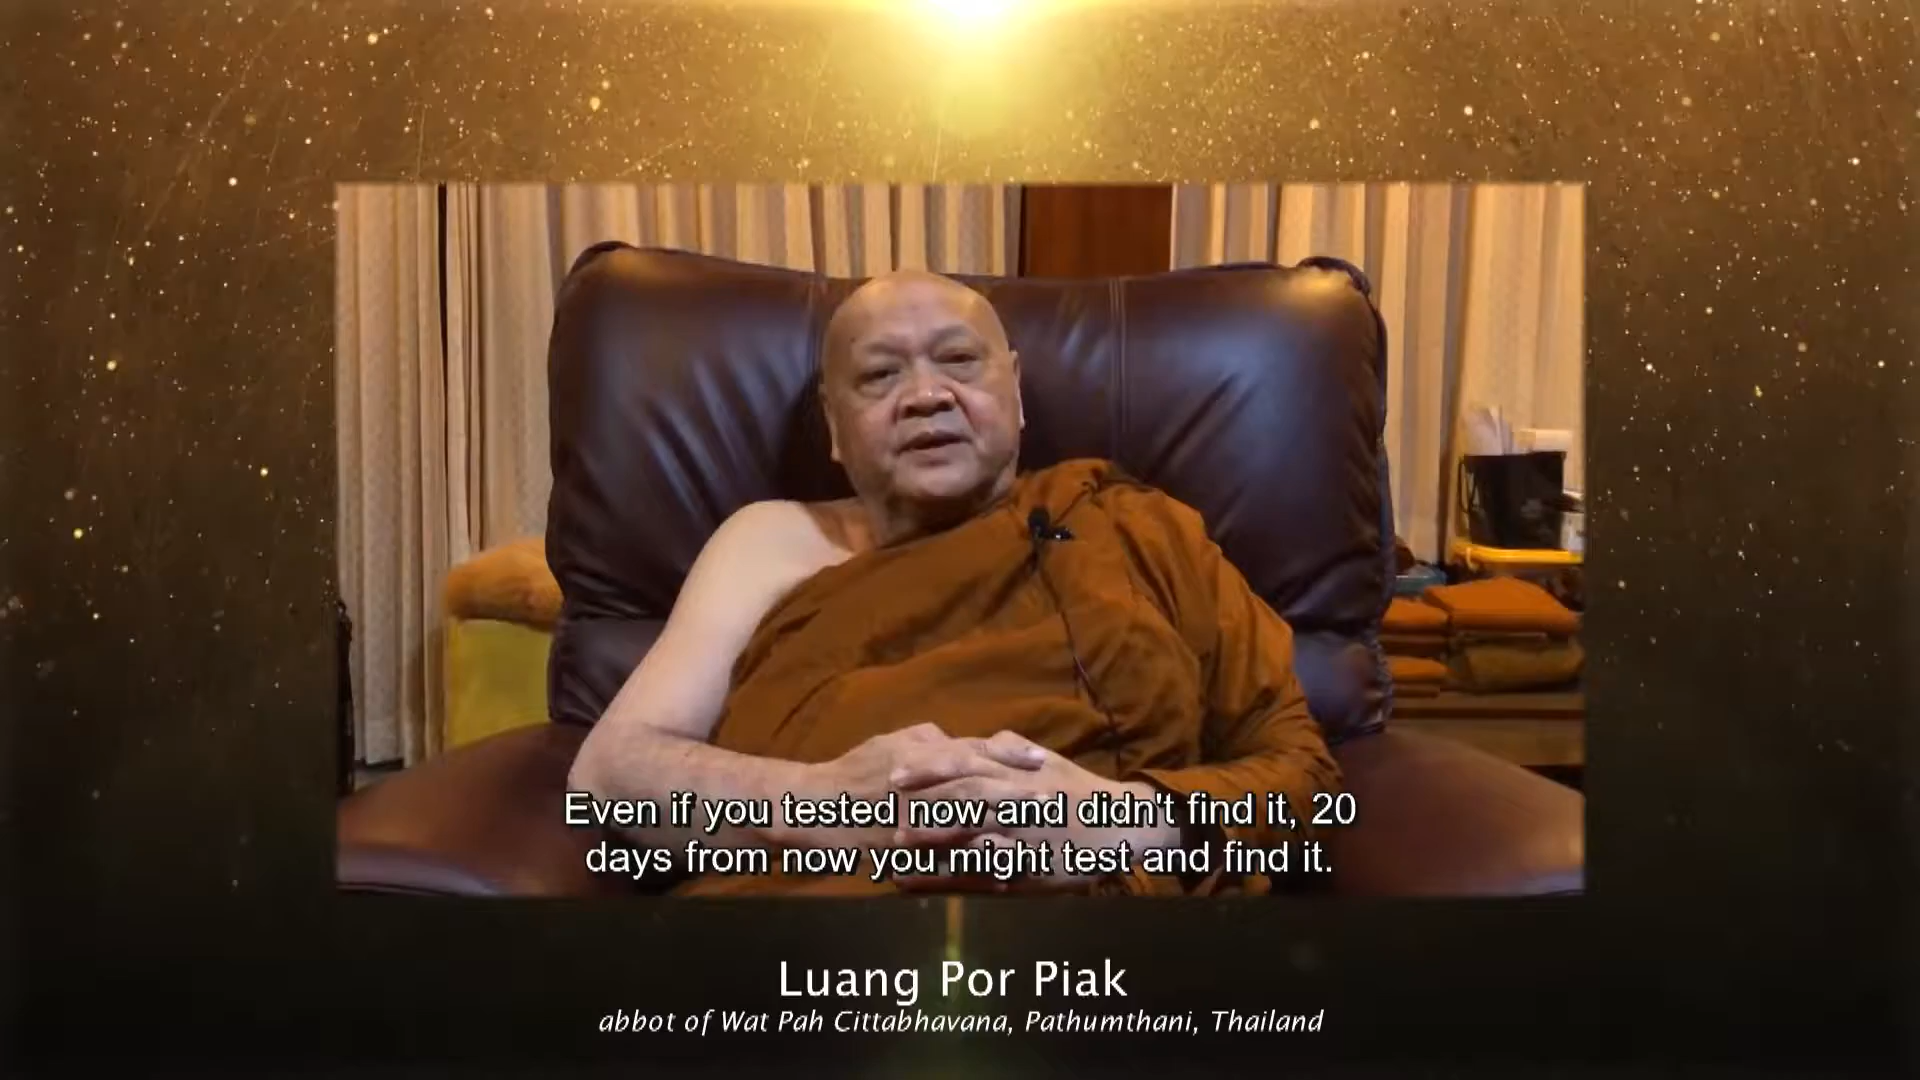 Even if you tested now and didn't find it, 20
days from now you might test and find it.
Luang Por Piak
abbot of Wat Pah Cittabhavana, Pathumthani, Thailand